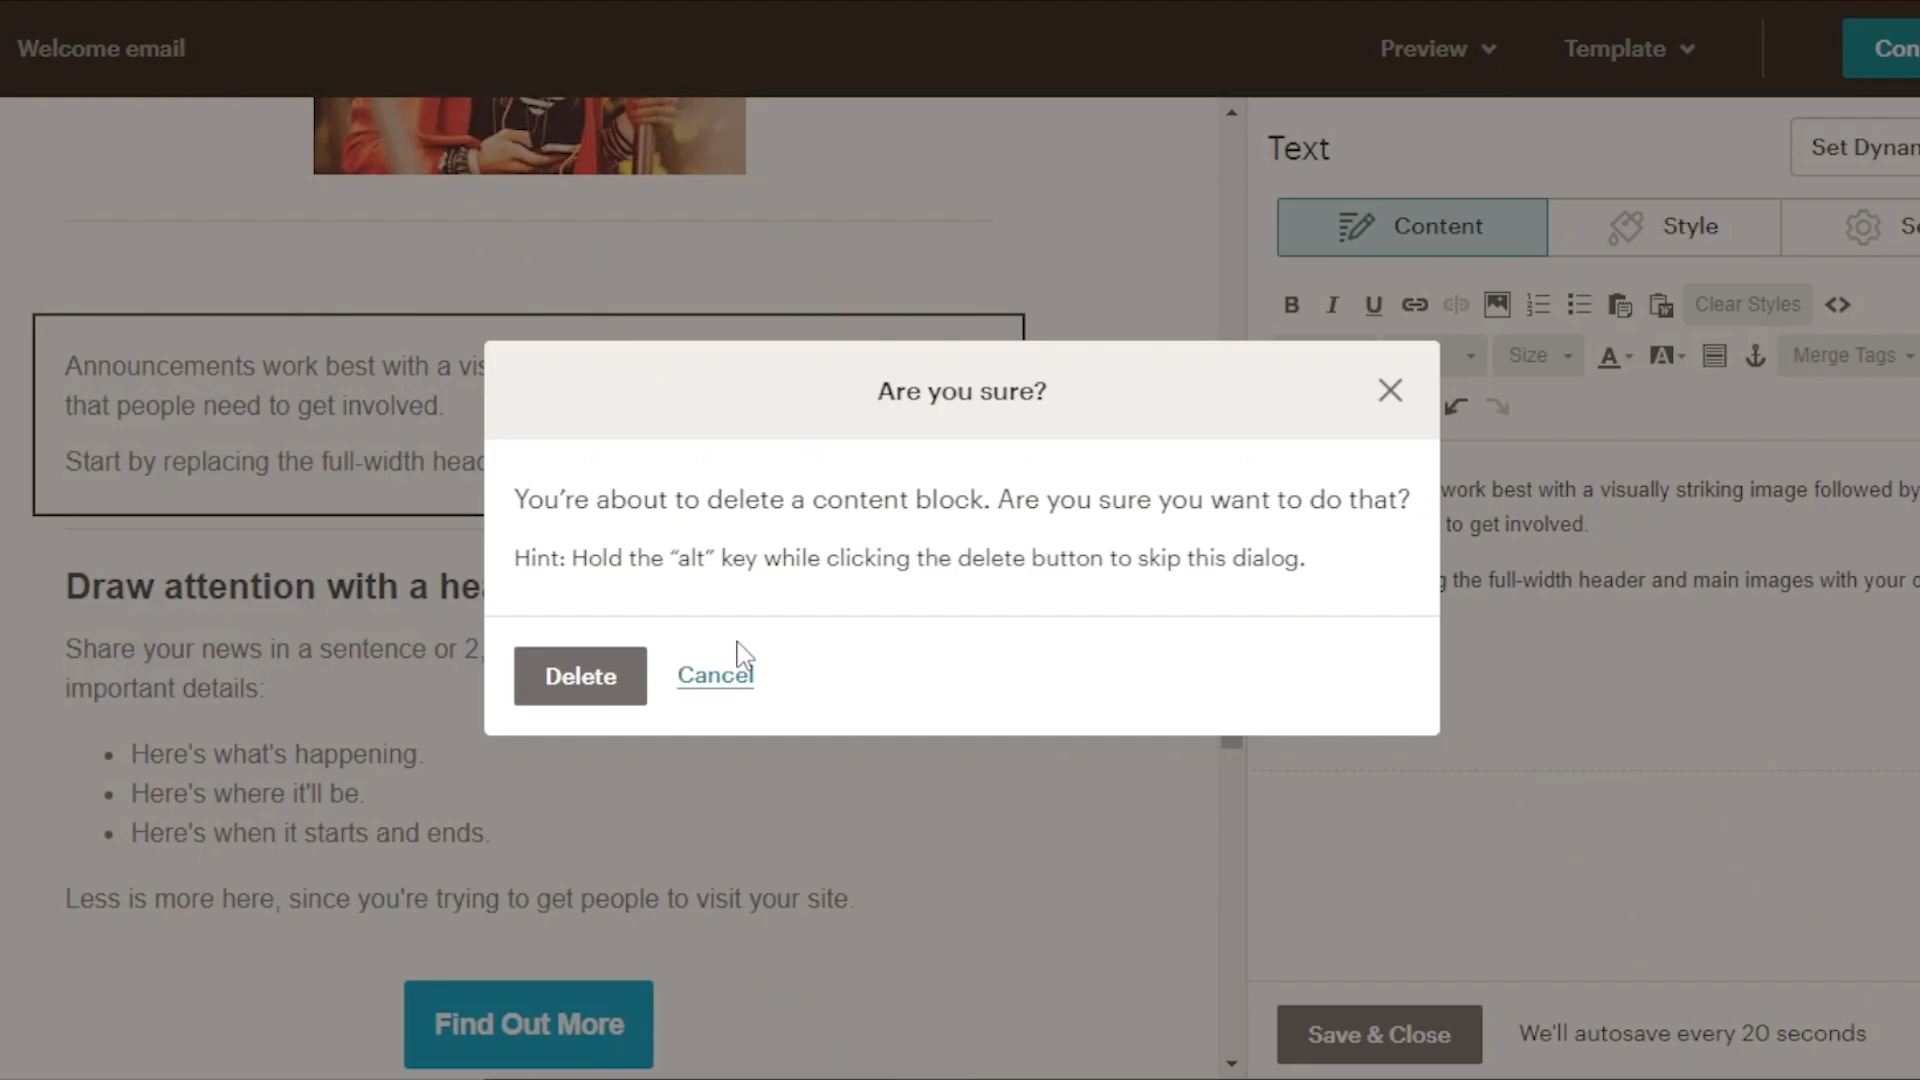 Welcome email
Preview
Template
Con
Text
Set Dynam
Content
Style
Se
B I U
Clear Styles
Size
A
A
Merge Tags
Announcements work best with a vis
that people need to get involved.
Start by replacing the full-width head
Are you sure?
You're about to delete a content block. Are you sure you want to do that?
Hint: Hold the “alt” key while clicking the delete button to skip this dialog.
Delete
Cancel
work best with a visually striking image followed by
to get involved.
g the full-width header and main images with your o
Draw attention with a hea
Share your news in a sentence or 2,
important details:
Here's what's happening.
Here's where it'll be.
Here's when it starts and ends.
Less is more here, since you're trying to get people to visit your site.
Find Out More
Save & Close
We'll autosave every 20 seconds